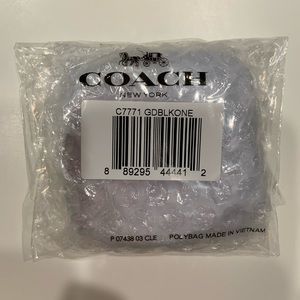 COACH
NEW YORK
C7771 GDBLKONE
8 89295 44441 2
P 07438 03 CLE POLYBAG MADE IN VIETNAM